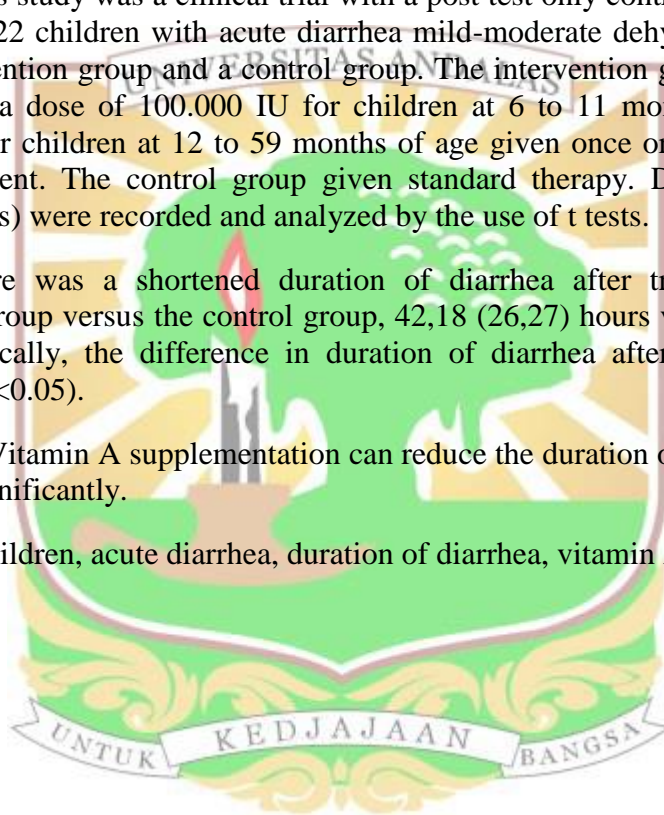 s study was a clinical trial with a post test only cont
22 children with acute diarrhea mild-moderate dehy
ention group and a control group. The intervention g
a dose of 100.000 IU for children at 6 to 11 mo
r children at 12 to 59 months of age given once or
ent. The control group given standard therapy. D
s) were recorded and analyzed by the use of t tests.
re was a shortened duration of diarrhea after tr
roup versus the control group, 42,18 (26,27) hours v
cally, the difference in duration of diarrhea after
<0.05).
Vitamin A supplementation can reduce the duration o
nificantly.
ildren, acute diarrhea, duration of diarrhea, vitamin
UNIVERSITAS ANDALAS
UNTUK KEDJAJAAN BANGSA